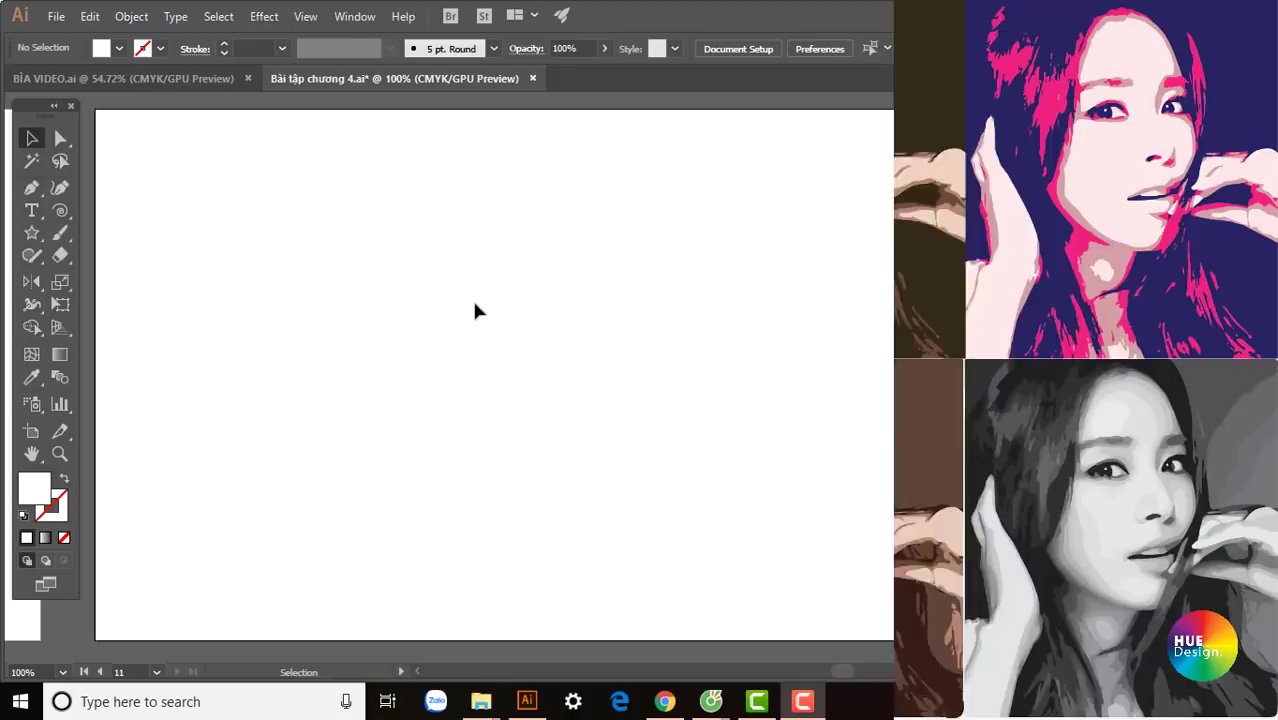 Ai File Edit Object Type Select Effect View Window Help Br St
No Selection Stroke: 5 pt. Round Opacity: 100% Style: Document Setup Preferences
BÌA VIDEO.ai @ 54.72% (CMYK/GPU Preview) × Bài tập chương 4.ai* @ 100% (CMYK/GPU Preview) ×
HUE
Design.
100% 11 Selection
Type here to search Zalo Ai